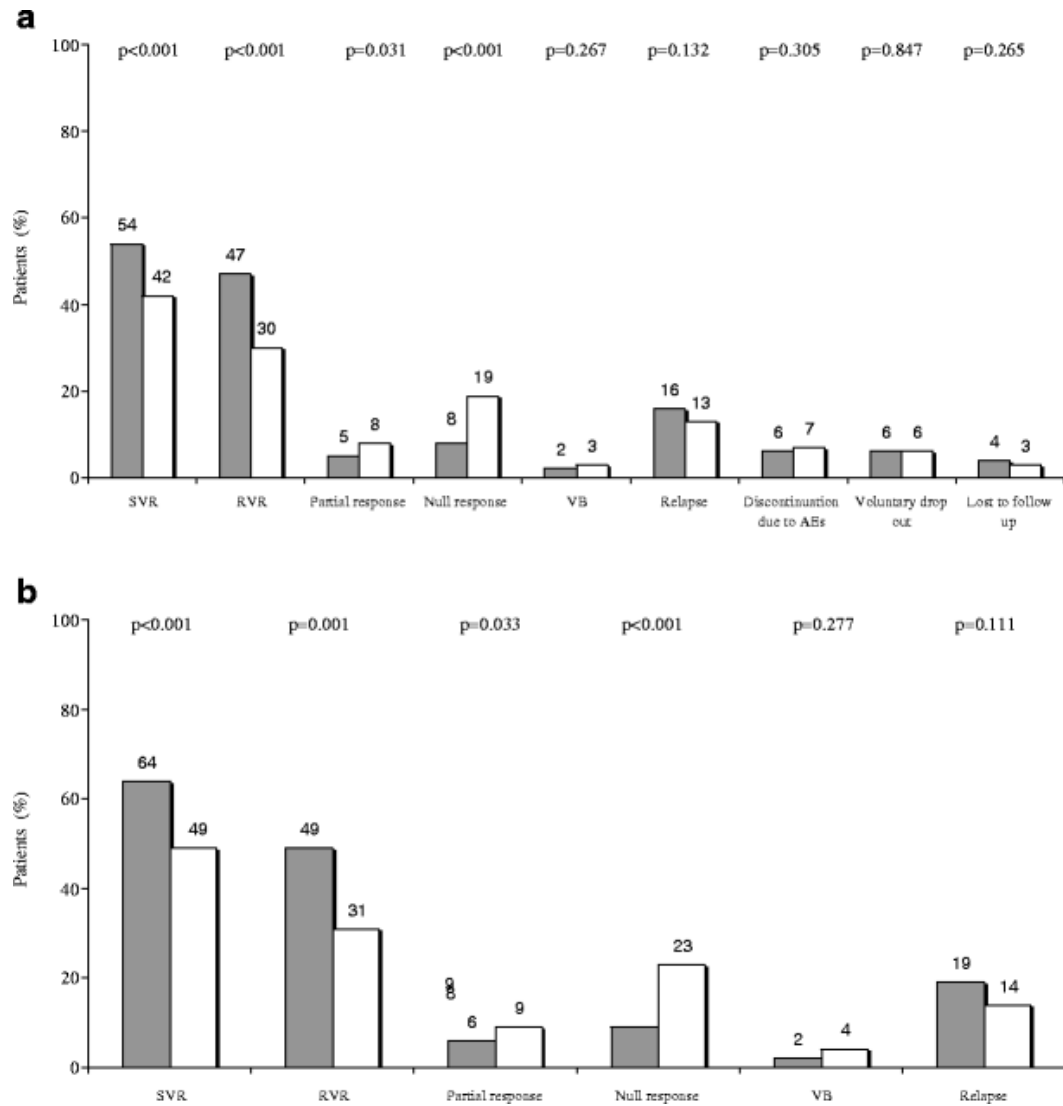 a
p<0.001 p<0.001 p=0.031 p<0.001 p=0.267 p=0.132 p=0.305 p=0.847 p=0.265
100
80
60
40
20
0
Patients (%)
54 42 47 30 5 8 8 19 2 3 16 13 6 7 6 6 4 3
SVR RVR Partial response Null response VB Relapse Discontinuation due to AEs Voluntary drop out Lost to follow up
b
p<0.001 p=0.001 p=0.033 p<0.001 p=0.277 p=0.111
100
80
60
40
20
0
Patients (%)
64 49 49 31 6 9 23 2 4 19 14
SVR RVR Partial response Null response VB Relapse